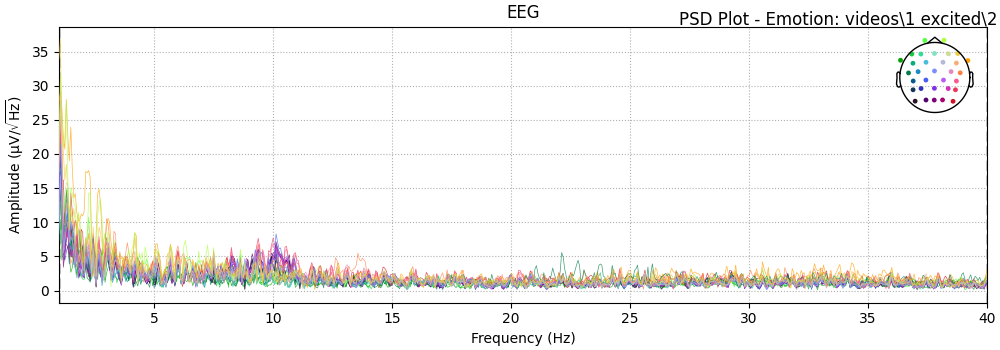 EEG
PSD Plot - Emotion: videos\1 excited\2
Amplitude (µV/√Hz)
35
30
25
20
15
10
5
0
5 10 15 20 25 30 35 40
Frequency (Hz)